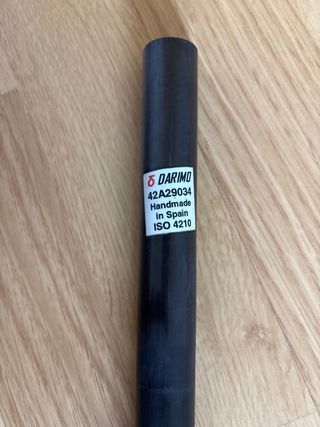 δ DARIMO
42A29034
Handmade
in Spain
ISO 4210